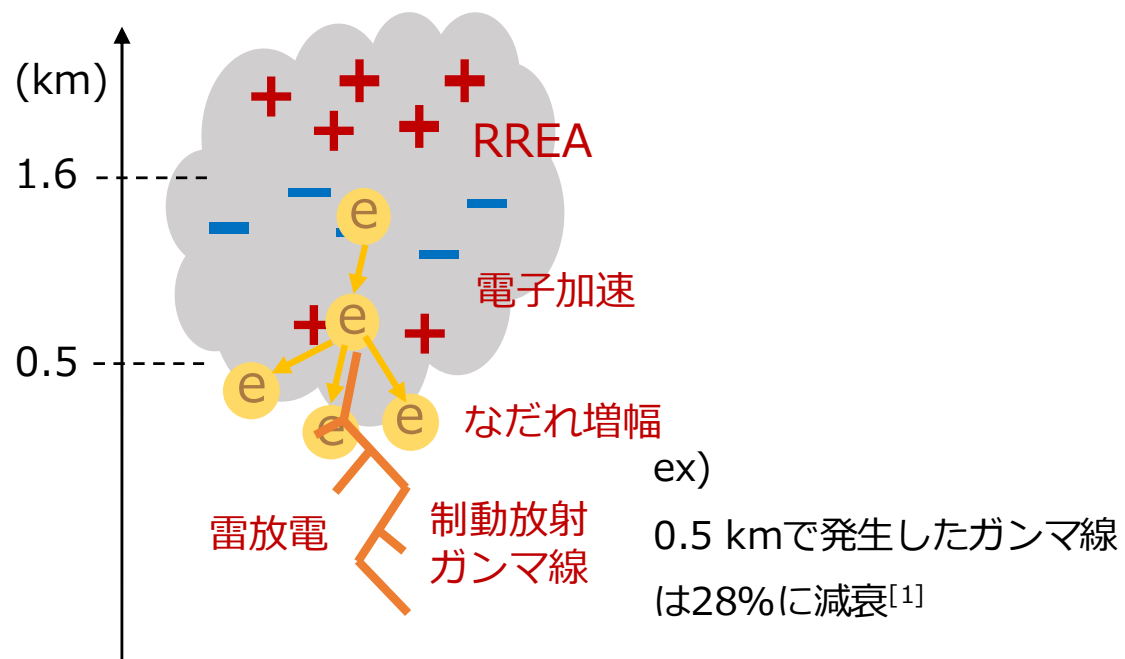 (km)
RREA
1.6
e
電子加速
e
0.5
e
e
e
なだれ増幅
ex)
雷放電
制動放射
ガンマ線
0.5 kmで発生したガンマ線
は28%に減衰[1]